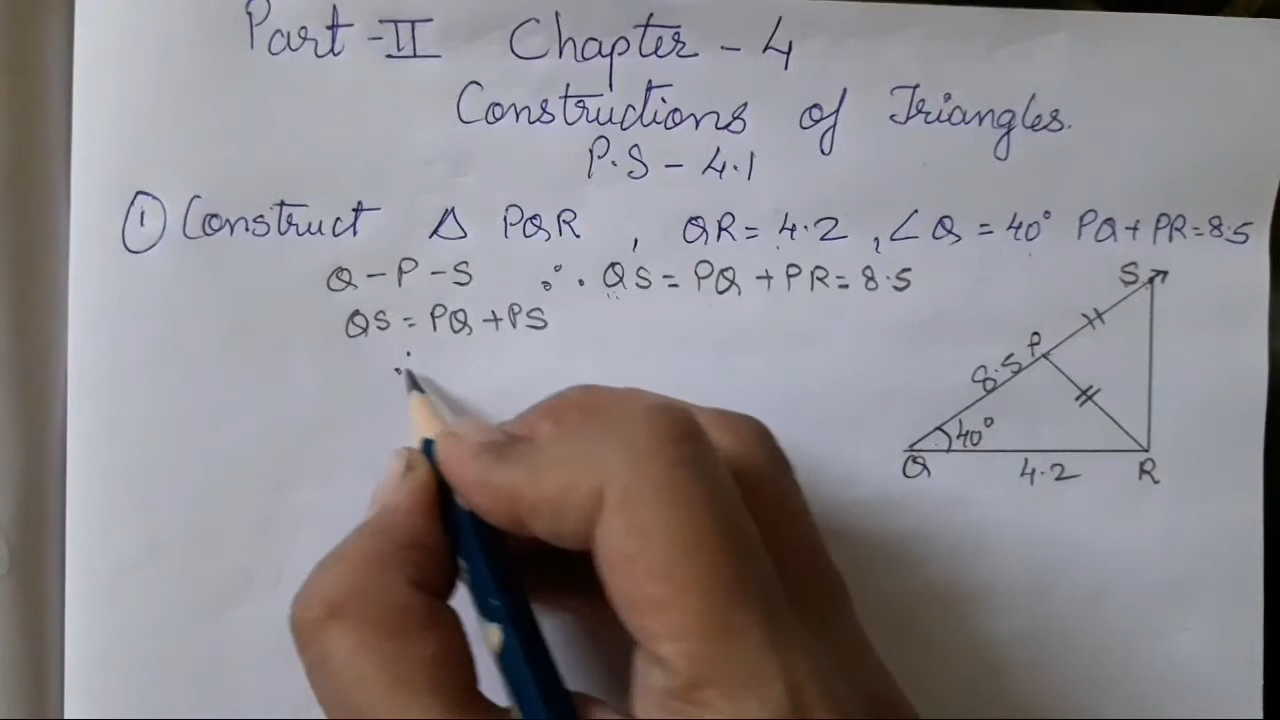 Part - II Chapter - 4
Constructions of Triangles.
P.S - 4.1
① Construct △ PQR , QR = 4.2 , ∠Q = 40° PQ + PR = 8.5
Q - P - S ∴ QS = PQ + PR = 8.5
QS = PQ + PS
∴
S
P
8.5
40°
Q 4.2 R